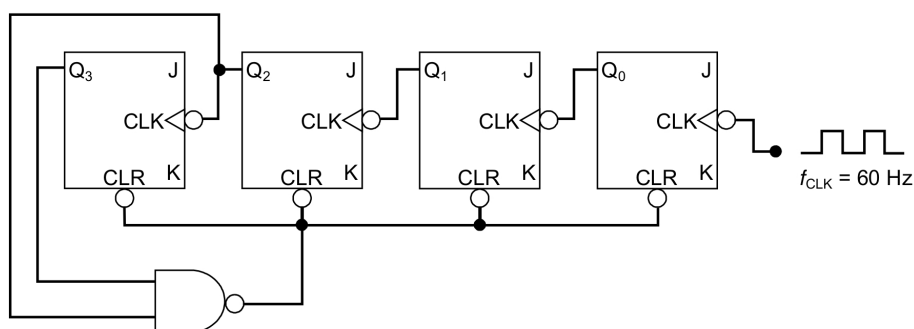 Q3 J Q2 J Q1 J Q0 J
CLK CLK CLK CLK
CLR K CLR K CLR K CLR K
fCLK = 60 Hz